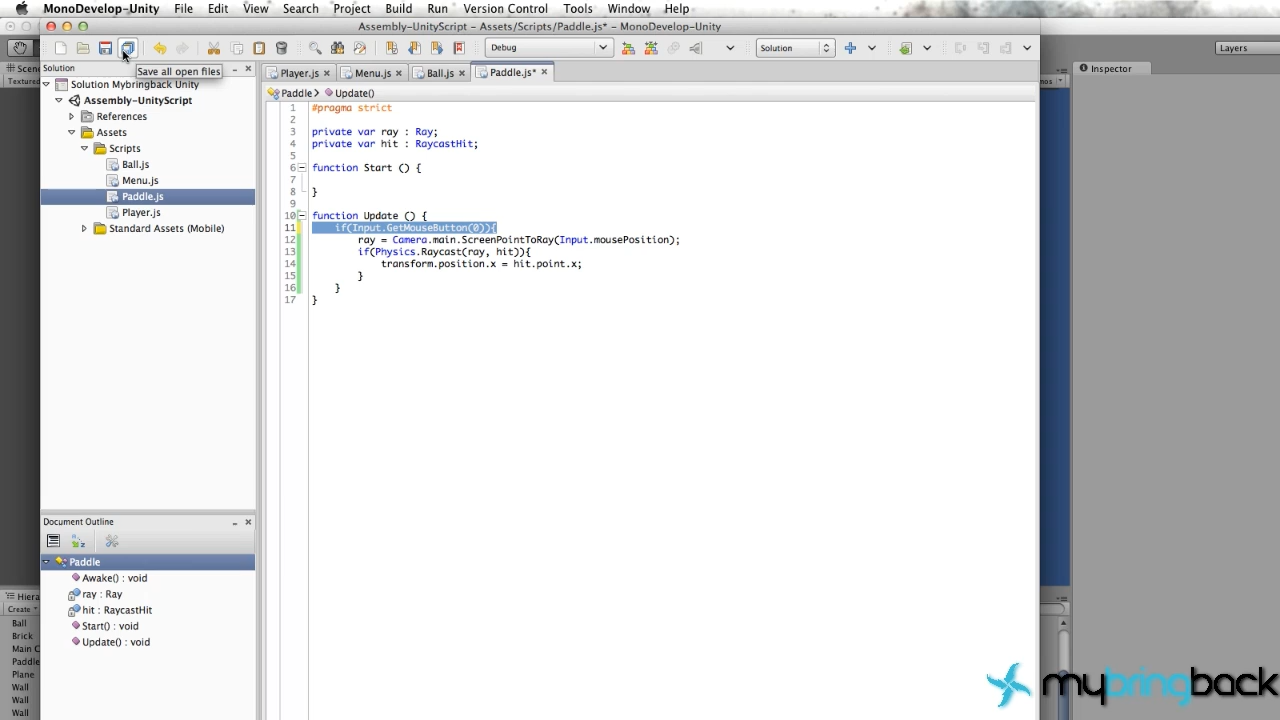 MonoDevelop-Unity File Edit View Search Project Build Run Version Control Tools Window Help
Assembly-UnityScript – Assets/Scripts/Paddle.js* – MonoDevelop-Unity
Debug
Solution
Layers
Save all open files
Scene
Textured
Solution
Player.js
Menu.js
Ball.js
Paddle.js*
Inspector
Solution Mybringback Unity
Assembly-UnityScript
References
Assets
Scripts
Ball.js
Menu.js
Paddle.js
Player.js
Standard Assets (Mobile)
Paddle
Update()
1 #pragma strict
2
3 private var ray : Ray;
4 private var hit : RaycastHit;
5
6 function Start () {
7
8 }
9
10 function Update () {
11 if(Input.GetMouseButton(0)){
12 ray = Camera.main.ScreenPointToRay(Input.mousePosition);
13 if(Physics.Raycast(ray, hit)){
14 transform.position.x = hit.point.x;
15 }
16 }
17 }
Document Outline
Paddle
Awake() : void
ray : Ray
hit : RaycastHit
Start() : void
Update() : void
Hiera
Create
Ball
Brick
Main C
Paddle
Plane
Wall
Wall
Wall
mybringback